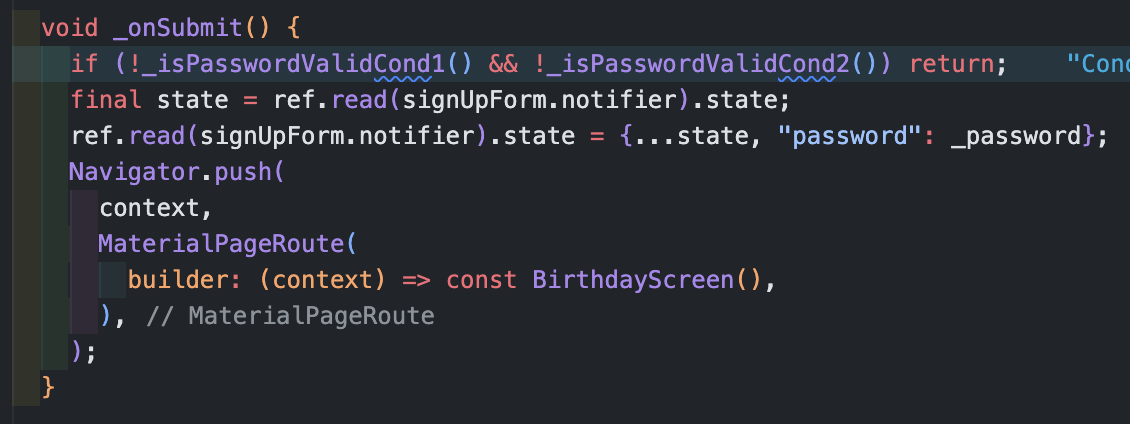 void _onSubmit() {
if (!_isPasswordValidCond1() && !_isPasswordValidCond2()) return; "Cond
final state = ref.read(signUpForm.notifier).state;
ref.read(signUpForm.notifier).state = {...state, "password": _password};
Navigator.push(
context,
MaterialPageRoute(
builder: (context) => const BirthdayScreen(),
), // MaterialPageRoute
);
}